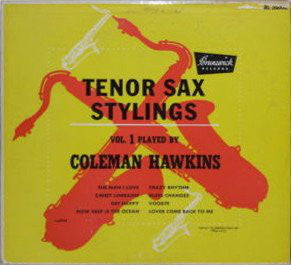 Brunswick
RECORDS
TENOR SAX
STYLINGS
VOL. 1 PLAYED BY
COLEMAN HAWKINS
THE MAN I LOVE CRAZY RHYTHM
SWEET LORRAINE BLUES CHANGES
GET HAPPY VOODTE
HOW DEEP IS THE OCEAN LOVER COME BACK TO ME